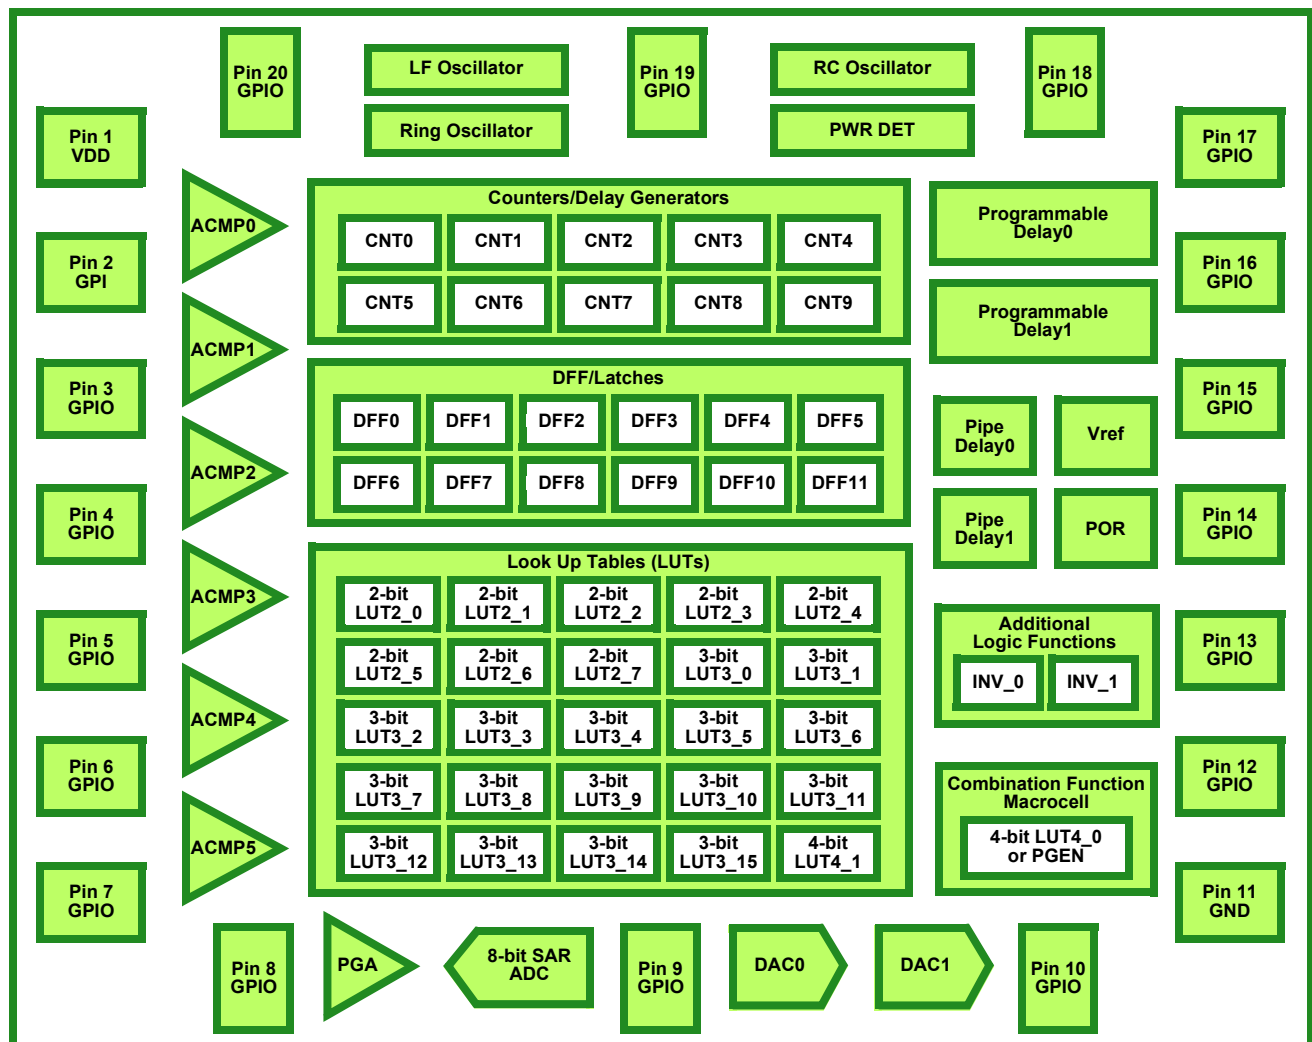 Pin 20
GPIO
LF Oscillator
Ring Oscillator
Pin 19
GPIO
RC Oscillator
PWR DET
Pin 18
GPIO
Pin 1
VDD
Pin 2
GPI
Pin 3
GPIO
Pin 4
GPIO
Pin 5
GPIO
Pin 6
GPIO
Pin 7
GPIO
ACMP0
ACMP1
ACMP2
ACMP3
ACMP4
ACMP5
Counters/Delay Generators
CNT0 CNT1 CNT2 CNT3 CNT4
CNT5 CNT6 CNT7 CNT8 CNT9
DFF/Latches
DFF0 DFF1 DFF2 DFF3 DFF4 DFF5
DFF6 DFF7 DFF8 DFF9 DFF10 DFF11
Look Up Tables (LUTs)
2-bit 2-bit 2-bit 2-bit 2-bit
LUT2_0 LUT2_1 LUT2_2 LUT2_3 LUT2_4
2-bit 2-bit 2-bit 3-bit 3-bit
LUT2_5 LUT2_6 LUT2_7 LUT3_0 LUT3_1
3-bit 3-bit 3-bit 3-bit 3-bit
LUT3_2 LUT3_3 LUT3_4 LUT3_5 LUT3_6
3-bit 3-bit 3-bit 3-bit 3-bit
LUT3_7 LUT3_8 LUT3_9 LUT3_10 LUT3_11
3-bit 3-bit 3-bit 3-bit 4-bit
LUT3_12 LUT3_13 LUT3_14 LUT3_15 LUT4_1
Programmable
Delay0
Programmable
Delay1
Pipe
Delay0
Vref
Pipe
Delay1
POR
Additional
Logic Functions
INV_0 INV_1
Combination Function
Macrocell
4-bit LUT4_0
or PGEN
Pin 17
GPIO
Pin 16
GPIO
Pin 15
GPIO
Pin 14
GPIO
Pin 13
GPIO
Pin 12
GPIO
Pin 11
GND
Pin 8
GPIO
PGA
8-bit SAR
ADC
Pin 9
GPIO
DAC0
DAC1
Pin 10
GPIO